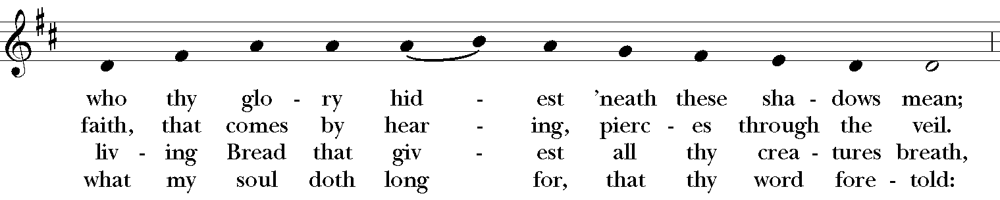 who thy glo - ry hid - est ’neath these sha - dows mean;
faith, that comes by hear - ing, pierc - es through the veil.
liv - ing Bread that giv - est all thy crea - tures breath,
what my soul doth long for, that thy word fore - told: